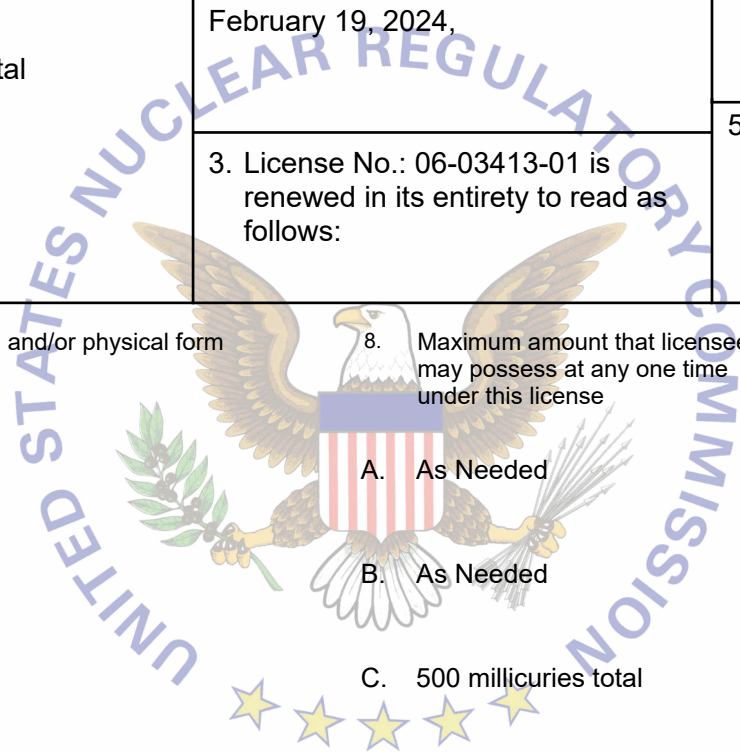 February 19, 2024,
tal
5
3. License No.: 06-03413-01 is
renewed in its entirety to read as
follows:
and/or physical form
8. Maximum amount that licensee
may possess at any one time
under this license
A. As Needed
B. As Needed
C. 500 millicuries total
UNITED STATES NUCLEAR REGULATORY COMMISSION